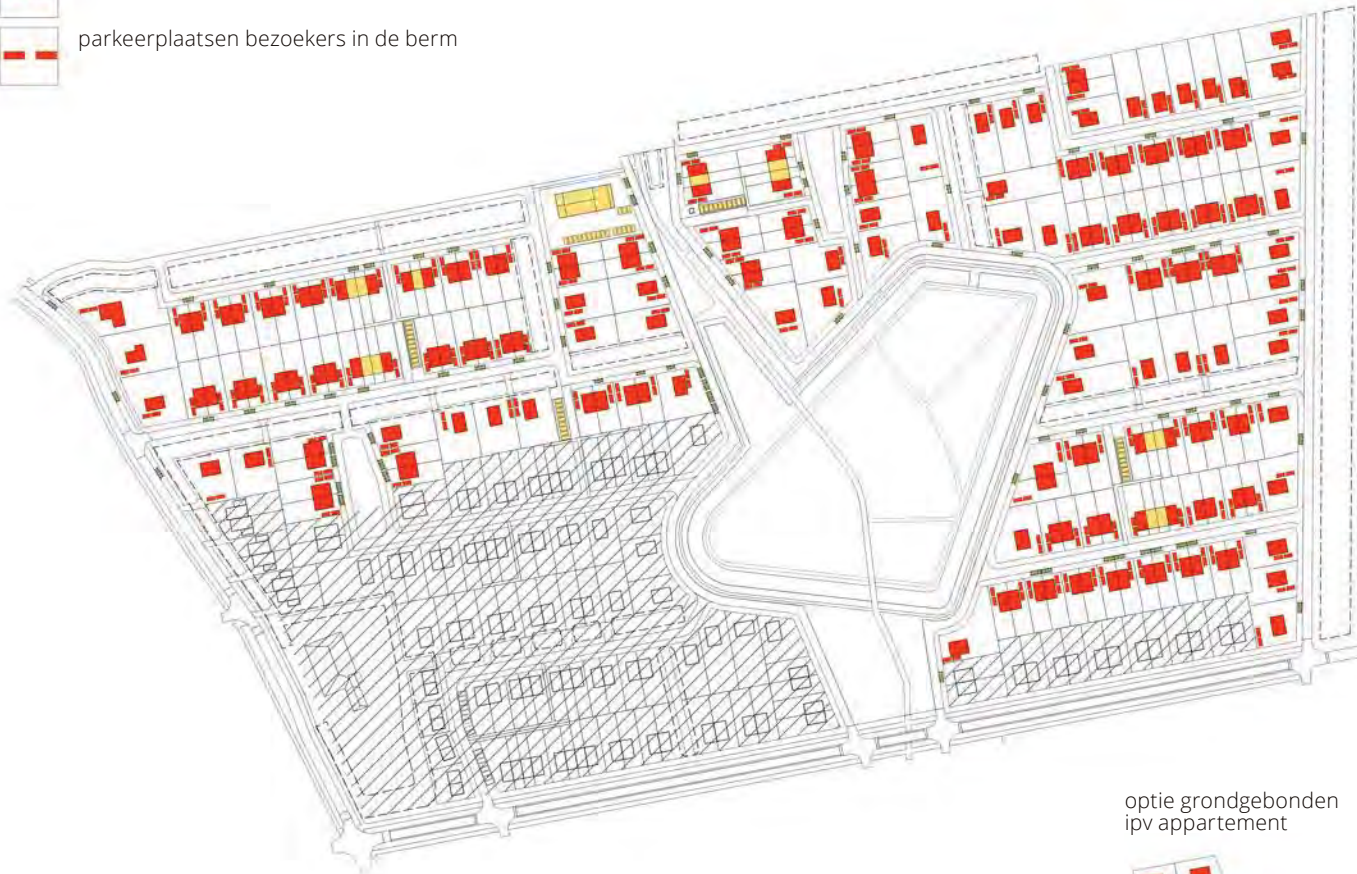 parkeerplaatsen bezoekers in de berm
optie grondgebonden
ipv appartement